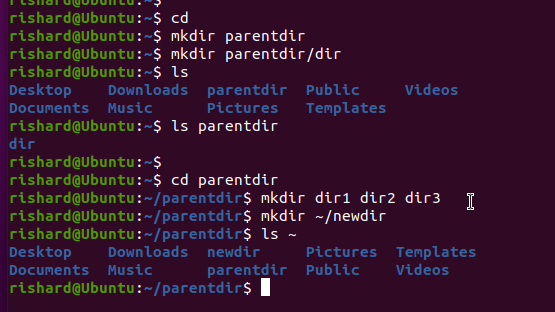 rishard@Ubuntu:~$
rishard@Ubuntu:~$ cd
rishard@Ubuntu:~$ mkdir parentdir
rishard@Ubuntu:~$ mkdir parentdir/dir
rishard@Ubuntu:~$ ls
Desktop    Downloads  parentdir  Public     Videos
Documents  Music      Pictures   Templates
rishard@Ubuntu:~$ ls parentdir
dir
rishard@Ubuntu:~$
rishard@Ubuntu:~$ cd parentdir
rishard@Ubuntu:~/parentdir$ mkdir dir1 dir2 dir3
rishard@Ubuntu:~/parentdir$ mkdir ~/newdir
rishard@Ubuntu:~/parentdir$ ls ~
Desktop    Downloads  newdir     Pictures  Templates
Documents  Music      parentdir  Public    Videos
rishard@Ubuntu:~/parentdir$